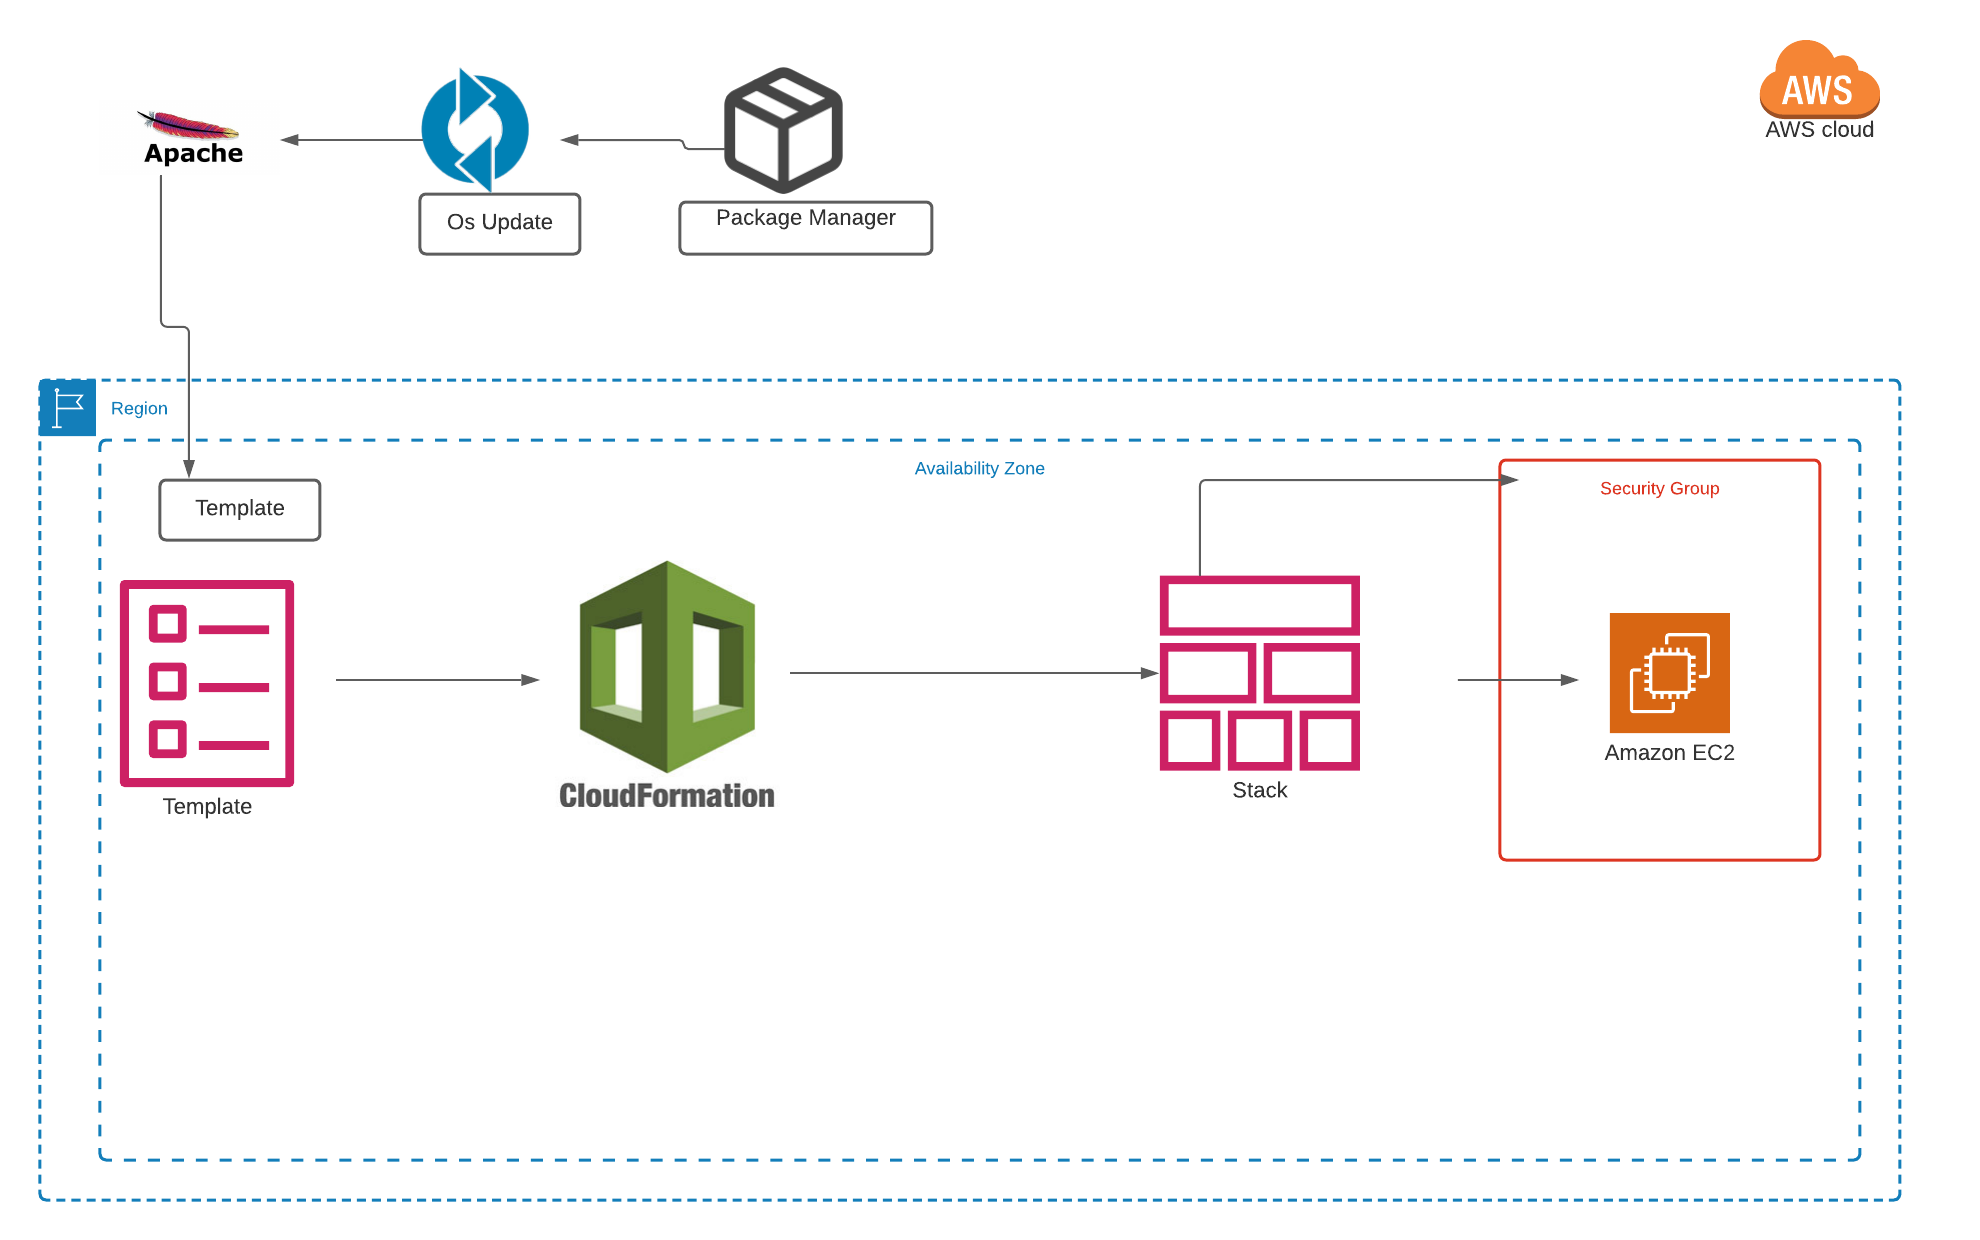 AWS
AWS cloud
Apache
Os Update
Package Manager
Region
Availability Zone
Security Group
Template
Template
CloudFormation
Stack
Amazon EC2